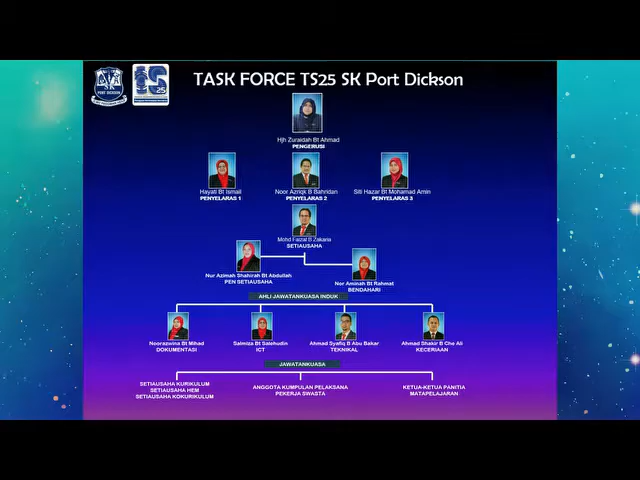 SK
PORT DICKSON
25
TASK FORCE TS25 SK Port Dickson
Hjh Zuraidah Bt Ahmad
PENGERUSI
Hayati Bt Ismail
PENYELARAS 1
Noor Azriqk B Bahridan
PENYELARAS 2
Siti Hazar Bt Mohamad Amin
PENYELARAS 3
Mohd Faizal B Zakaria
SETIAUSAHA
Nur Azimah Shahirah Bt Abdullah
PEN SETIAUSAHA
Nor Aminah Bt Rahmat
BENDAHARI
AHLI JAWATANKUASA INDUK
Noorazwina Bt Mihad
DOKUMENTASI
Salmiza Bt Salehudin
ICT
Ahmad Syafiq B Abu Bakar
TEKNIKAL
Ahmad Shakir B Che Ali
KECERIAAN
JAWATANKUASA
SETIAUSAHA KURIKULUM
SETIAUSAHA HEM
SETIAUSAHA KOKURIKULUM
ANGGOTA KUMPULAN PELAKSANA
PEKERJA SWASTA
KETUA-KETUA PANITIA
MATAPELAJARAN